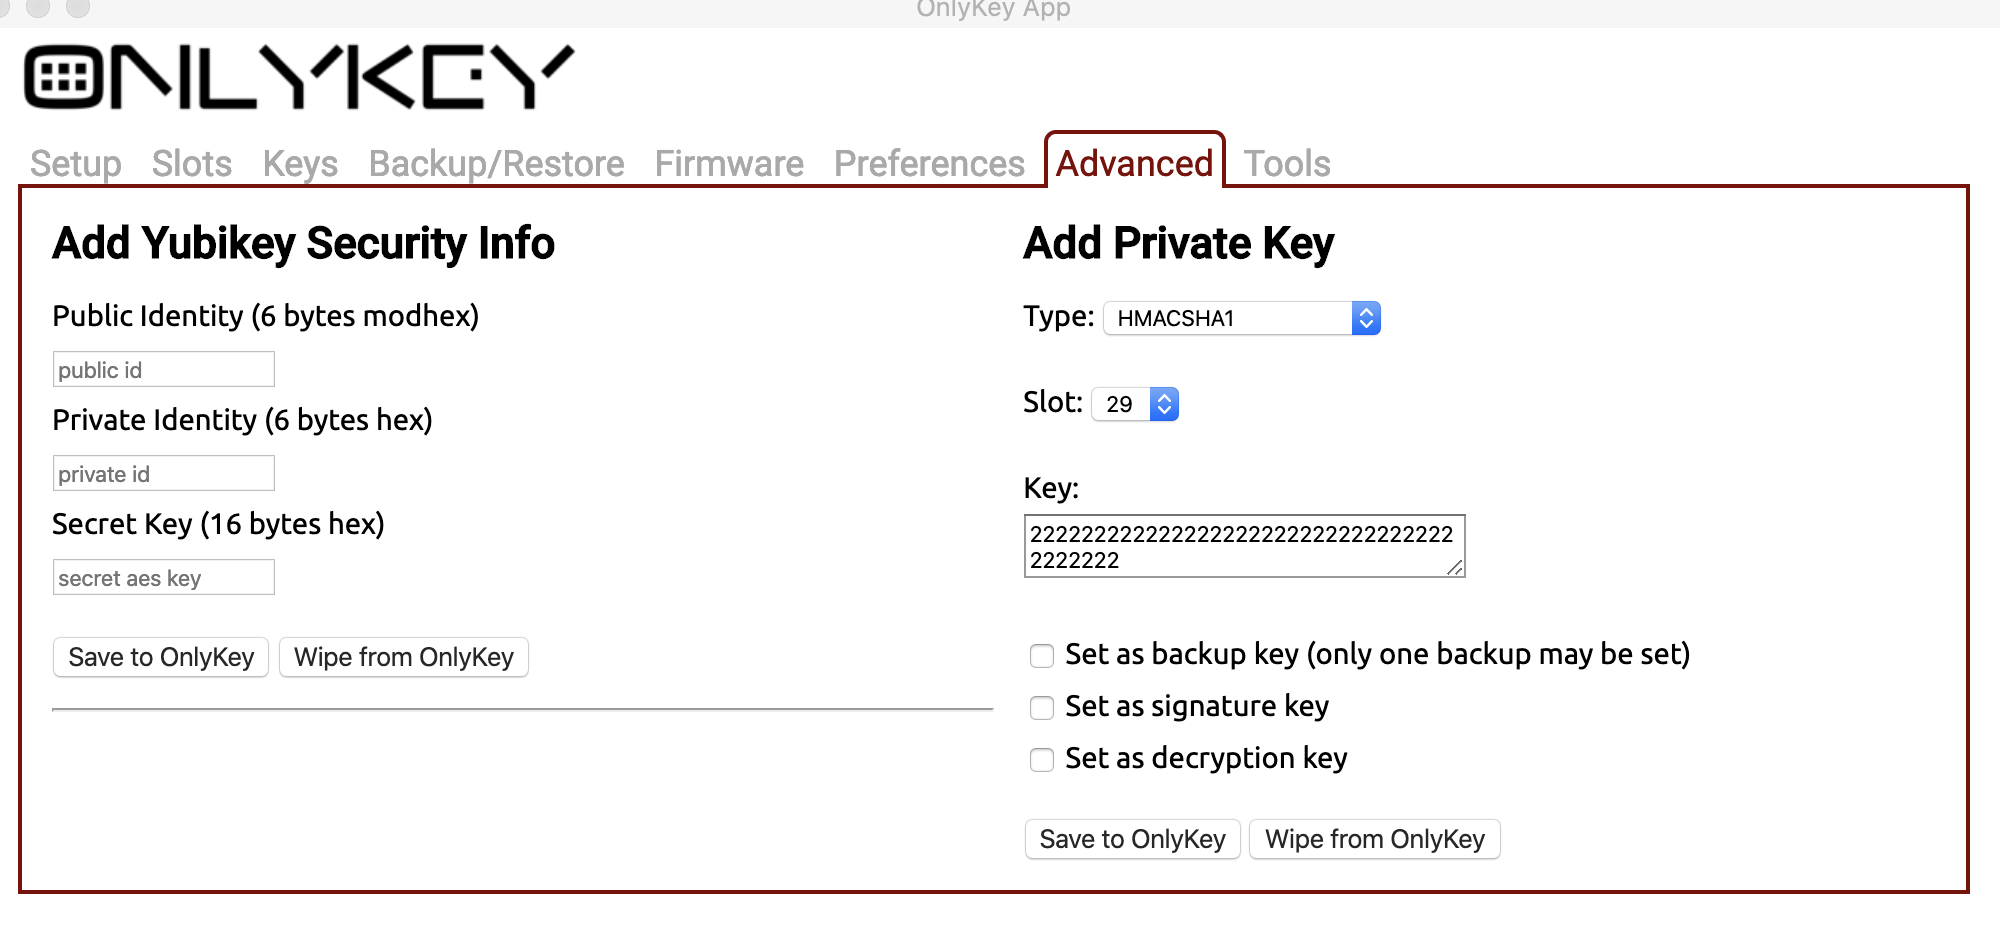 OnlyKey App
ONLYKEY
Setup Slots Keys Backup/Restore Firmware Preferences Advanced Tools
Add Yubikey Security Info
Public Identity (6 bytes modhex)
public id
Private Identity (6 bytes hex)
private id
Secret Key (16 bytes hex)
secret aes key
Save to OnlyKey Wipe from OnlyKey
Add Private Key
Type: HMACSHA1
Slot: 29
Key:
222222222222222222222222222222222
2222222
Set as backup key (only one backup may be set)
Set as signature key
Set as decryption key
Save to OnlyKey Wipe from OnlyKey